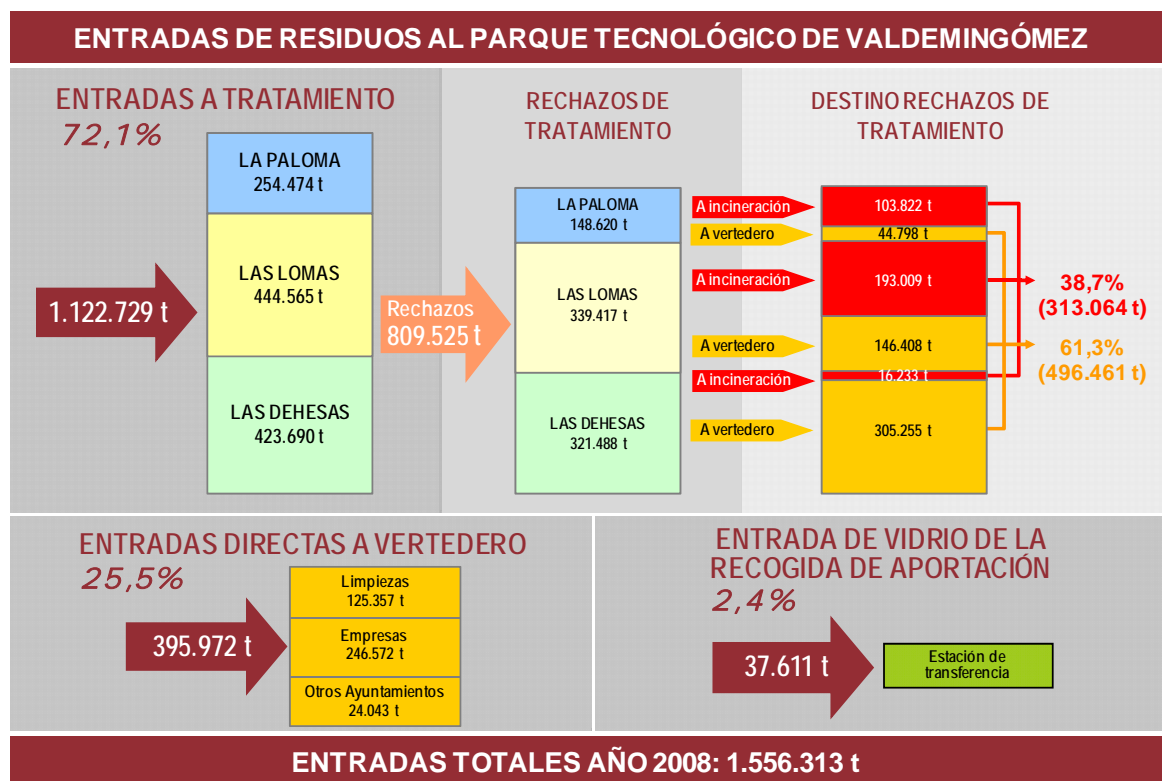 ENTRADAS DE RESIDUOS AL PARQUE TECNOLÓGICO DE VALDEMINGÓMEZ
ENTRADAS A TRATAMIENTO
72,1%
1.122.729 t
LA PALOMA
254.474 t
LAS LOMAS
444.565 t
LAS DEHESAS
423.690 t
Rechazos
809.525 t
RECHAZOS DE
TRATAMIENTO
LA PALOMA
148.620 t
LAS LOMAS
339.417 t
LAS DEHESAS
321.488 t
DESTINO RECHAZOS DE
TRATAMIENTO
A incineración
103.822 t
A vertedero
44.798 t
A incineración
193.009 t
A vertedero
146.408 t
A incineración
16.233 t
A vertedero
305.255 t
38,7%
(313.064 t)
61,3%
(496.461 t)
ENTRADAS DIRECTAS A VERTEDERO
25,5%
395.972 t
Limpiezas
125.357 t
Empresas
246.572 t
Otros Ayuntamientos
24.043 t
ENTRADA DE VIDRIO DE LA
RECOGIDA DE APORTACIÓN
2,4%
37.611 t
Estación de
transferencia
ENTRADAS TOTALES AÑO 2008: 1.556.313 t